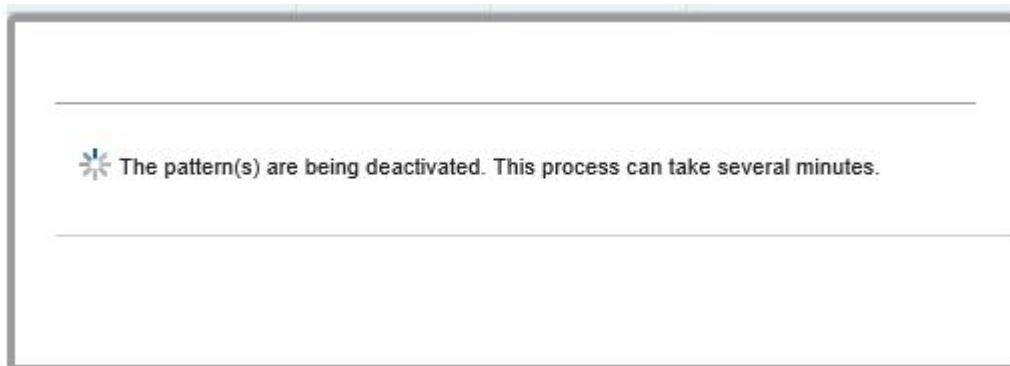 The pattern(s) are being deactivated. This process can take several minutes.